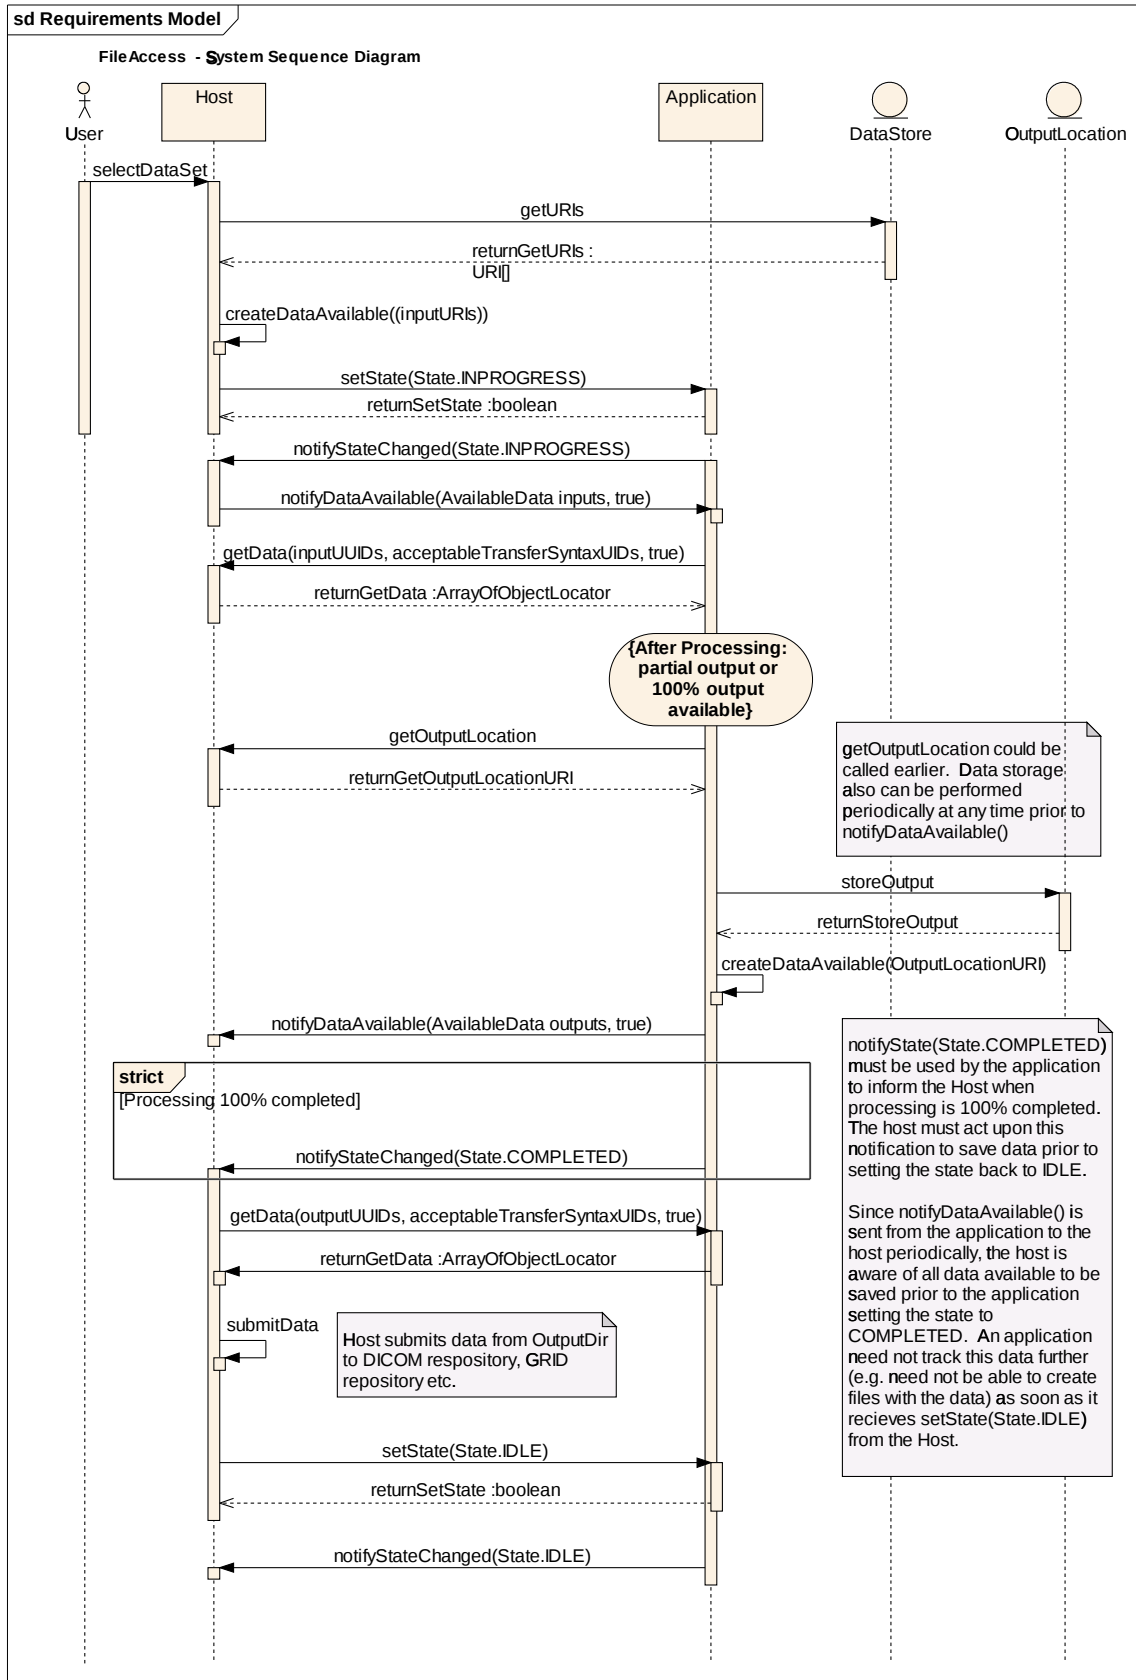 sd Requirements Model
FileAccess - System Sequence Diagram
Host
Application
User
DataStore
OutputLocation
selectDataSet
getURIs
returnGetURIs :
URI[]
createDataAvailable((inputURIs))
setState(State.INPROGRESS)
returnSetState :boolean
notifyStateChanged(State.INPROGRESS)
notifyDataAvailable(AvailableData inputs, true)
getData(inputUUIDs, acceptableTransferSyntaxUIDs, true)
returnGetData :ArrayOfObjectLocator
{After Processing:
partial output or
100% output
available}
getOutputLocation
returnGetOutputLocationURI
getOutputLocation could be
called earlier.  Data storage
also can be performed
periodically at any time prior to
notifyDataAvailable()
storeOutput
returnStoreOutput
createDataAvailable(OutputLocationURI)
notifyDataAvailable(AvailableData outputs, true)
strict
[Processing 100% completed]
notifyStateChanged(State.COMPLETED)
getData(outputUUIDs, acceptableTransferSyntaxUIDs, true)
returnGetData :ArrayOfObjectLocator
submitData
Host submits data from OutputDir
to DICOM respository, GRID
repository etc.
notifyState(State.COMPLETED)
must be used by the application
to inform the Host when
processing is 100% completed.
The host must act upon this
notification to save data prior to
setting the state back to IDLE.
Since notifyDataAvailable() is
sent from the application to the
host periodically, the host is
aware of all data available to be
saved prior to the application
setting the state to
COMPLETED.  An application
need not track this data further
(e.g. need not be able to create
files with the data) as soon as it
recieves setState(State.IDLE)
from the Host.
setState(State.IDLE)
returnSetState :boolean
notifyStateChanged(State.IDLE)